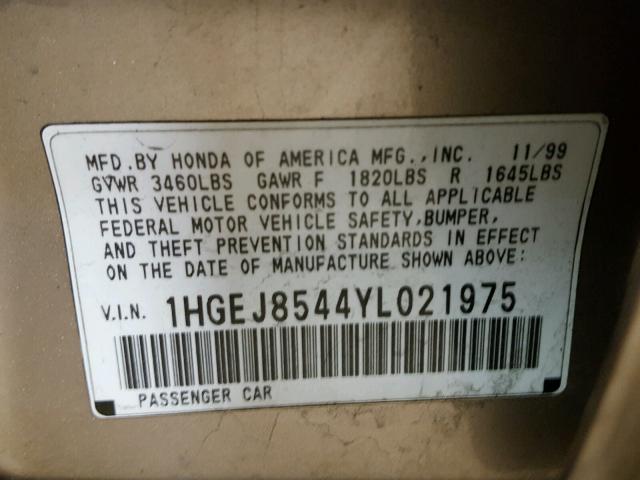 MFD.BY HONDA OF AMERICA MFG.,INC. 11/99
GVWR 3460LBS GAWR F 1820LBS R 1645LBS
THIS VEHICLE CONFORMS TO ALL APPLICABLE
FEDERAL MOTOR VEHICLE SAFETY,BUMPER,
AND THEFT PREVENTION STANDARDS IN EFFECT
ON THE DATE OF MANUFACTURE SHOWN ABOVE:
V.I.N. 1HGEJ8544YL021975
PASSENGER CAR